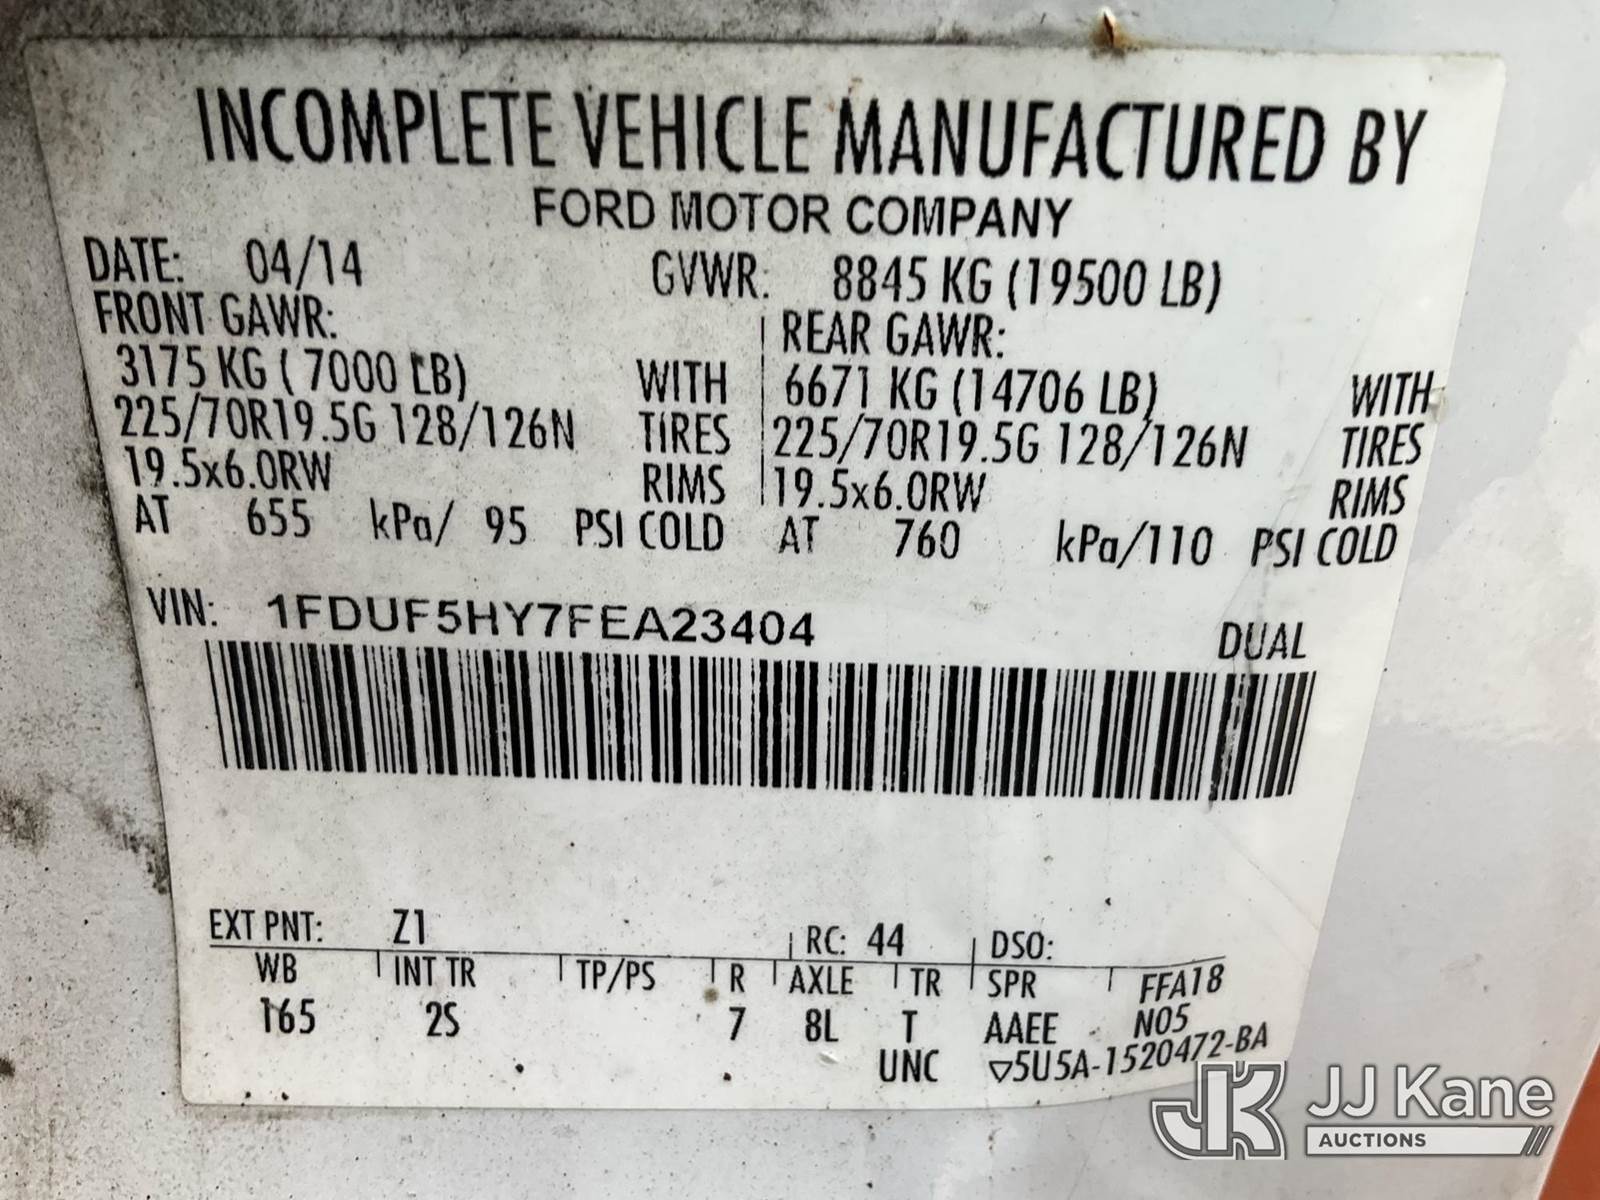 INCOMPLETE VEHICLE MANUFACTURED BY
FORD MOTOR COMPANY
DATE: 04/14 GVWR: 8845 KG (19500 LB)
FRONT GAWR: REAR GAWR:
3175 KG ( 7000 LB) WITH 6671 KG (14706 LB) WITH
225/70R19.5G 128/126N TIRES 225/70R19.5G 128/126N TIRES
19.5x6.0RW RIMS 19.5x6.0RW RIMS
AT 655 kPa/ 95 PSI COLD AT 760 kPa/110 PSI COLD
VIN: 1FDUF5HY7FEA23404 DUAL
EXT PNT: Z1 RC: 44 DSO:
WB INT TR TP/PS R AXLE TR SPR FFA18
165 2S 7 8L T AAEE N05
UNC ▽5U5A-1520472-BA
JK JJ Kane
AUCTIONS